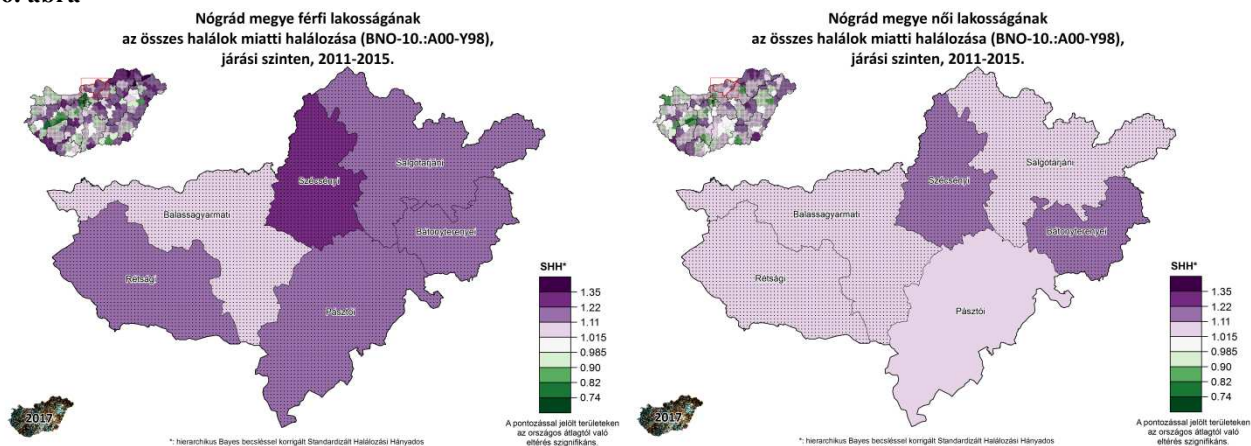 Nógrád megye férfi lakosságának
az összes halálok miatti halálozása (BNO-10.:A00-Y98),
járási szinten, 2011-2015.
Salgótarjáni
Szécsényi
Balassagyarmati
Bátonyterenyei
Rétsági
Pásztói
SHH*
1.35
1.22
1.11
1.015
0.985
0.90
0.82
0.74
2017
A pontozással jelölt területeken
az országos átlagtól való
eltérés szignifikáns.
*: hierarchikus Bayes becsléssel korrigált Standardizált Halálozási Hányados
Nógrád megye női lakosságának
az összes halálok miatti halálozása (BNO-10.:A00-Y98),
járási szinten, 2011-2015.
Salgótarjáni
Szécsényi
Balassagyarmati
Bátonyterenyei
Rétsági
Pásztói
SHH*
1.35
1.22
1.11
1.015
0.985
0.90
0.82
0.74
2017
A pontozással jelölt területeken
az országos átlagtól való
eltérés szignifikáns.
*: hierarchikus Bayes becsléssel korrigált Standardizált Halálozási Hányados